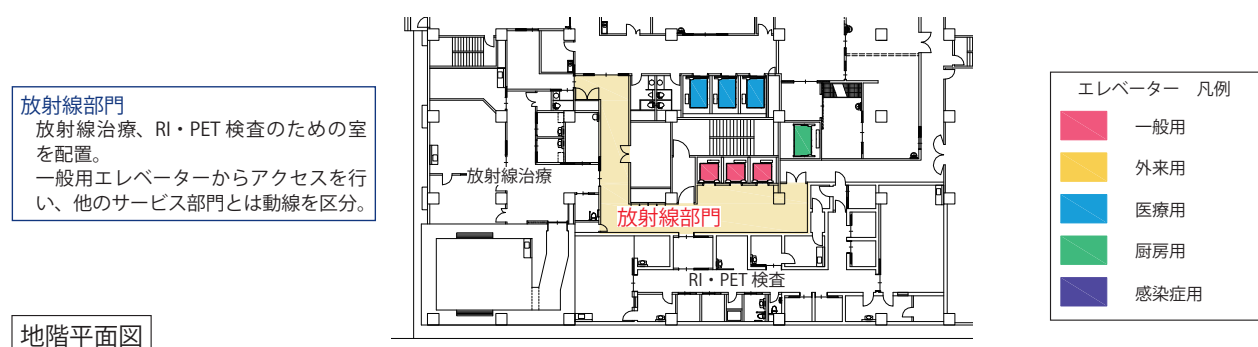 放射線部門
放射線治療、RI・PET 検査のための室
を配置。
一般用エレベーターからアクセスを行
い、他のサービス部門とは動線を区分。
地階平面図
放射線治療
放射線部門
RI・PET 検査
エレベーター　凡例
一般用
外来用
医療用
厨房用
感染症用